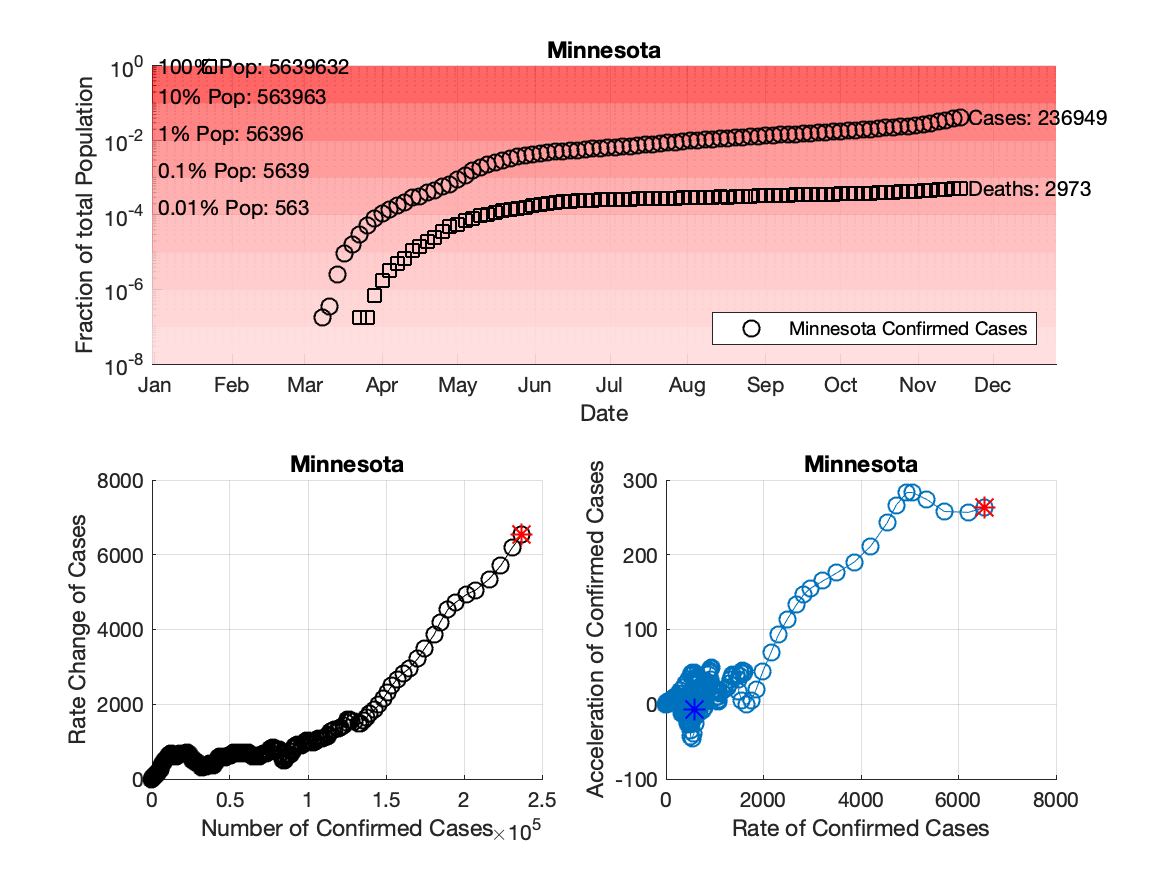 Minnesota
10^0
10^-2
10^-4
10^-6
10^-8
Fraction of total Population
100% Pop: 5639632
10% Pop: 563963
1% Pop: 56396
0.1% Pop: 5639
0.01% Pop: 563
Cases: 236949
Deaths: 2973
Minnesota Confirmed Cases
Jan Feb Mar Apr May Jun Jul Aug Sep Oct Nov Dec
Date
Minnesota
8000
6000
4000
2000
0
Rate Change of Cases
0 0.5 1 1.5 2 2.5
Number of Confirmed Cases ×10^5
Minnesota
300
200
100
0
-100
Acceleration of Confirmed Cases
0 2000 4000 6000 8000
Rate of Confirmed Cases